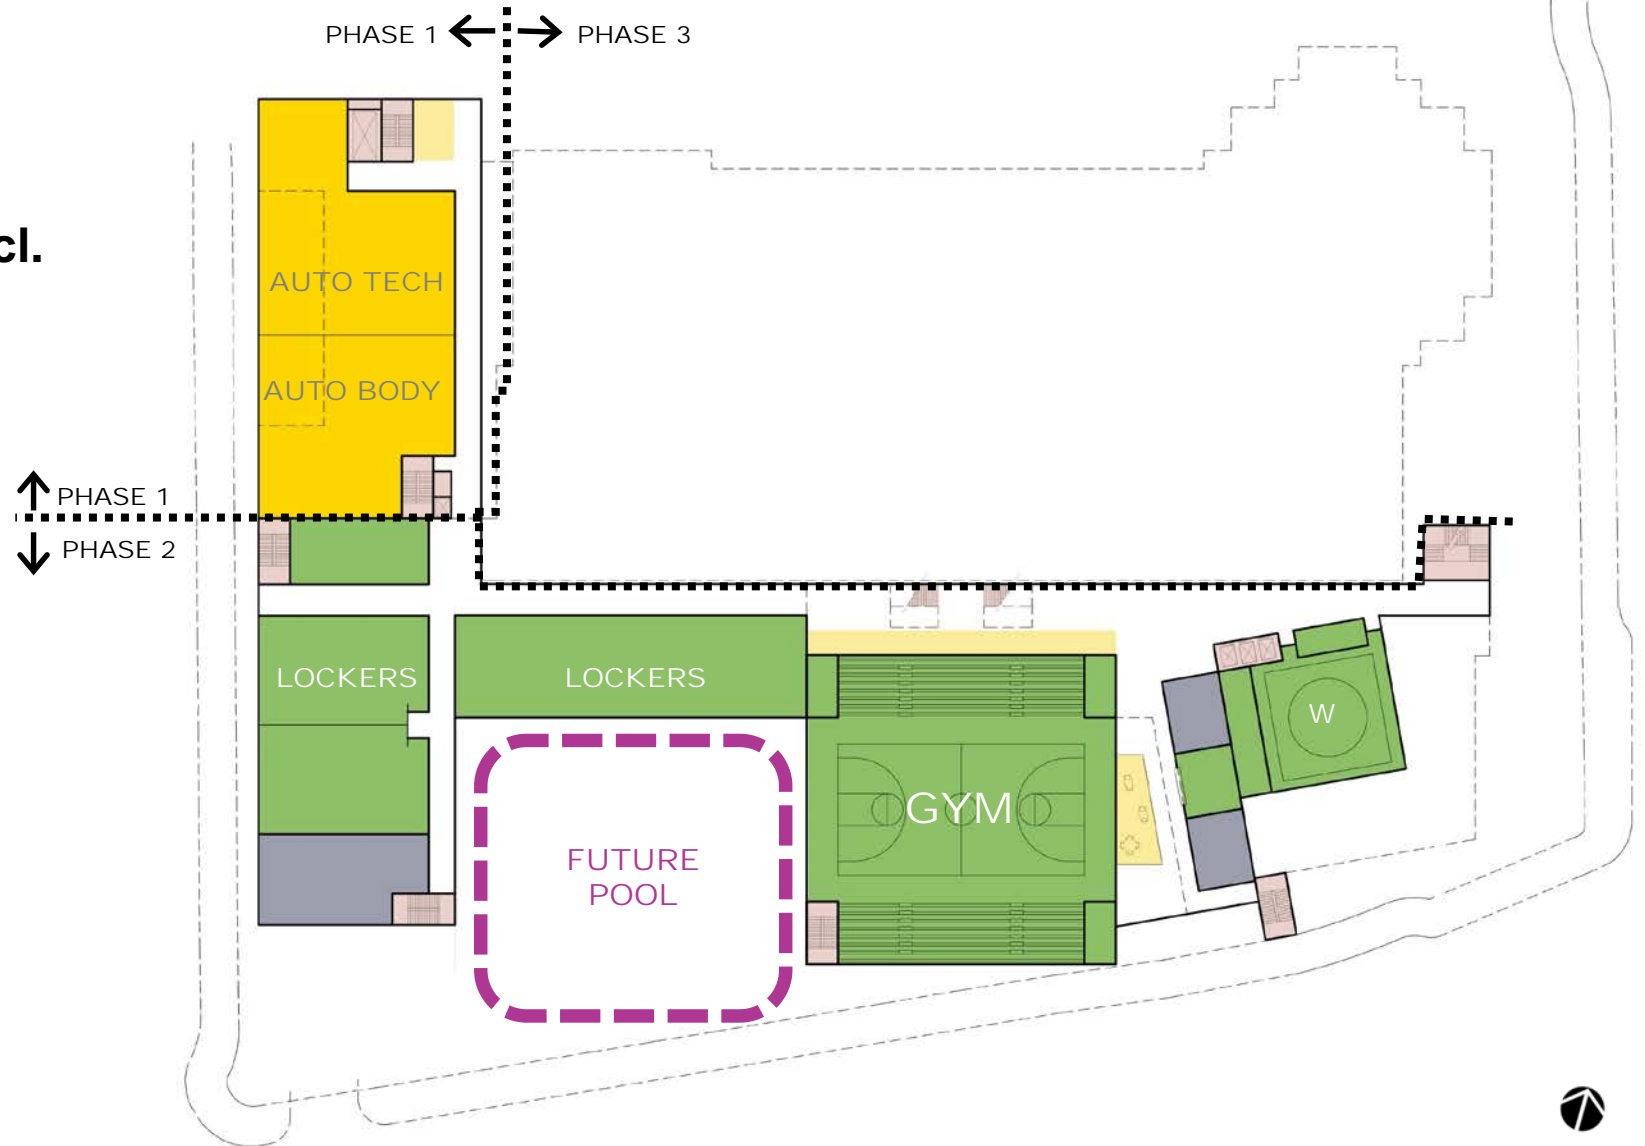 PHASE 1
PHASE 3
cl.
AUTO TECH
AUTO BODY
PHASE 1
PHASE 2
LOCKERS
LOCKERS
W
GYM
FUTURE
POOL